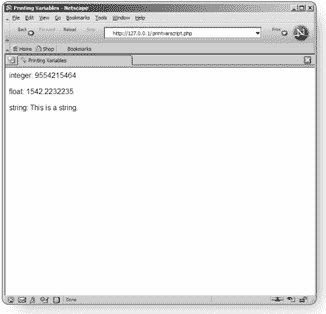 Printing Variables - Netscape
File Edit View Go Bookmarks Tools Window Help
Back Forward Reload Stop http://127.0.0.1/printvarscript.php Print N
Home Shop Bookmarks
Printing Variables
integer: 9554215464
float: 1542.2232235
string: This is a string.
Done